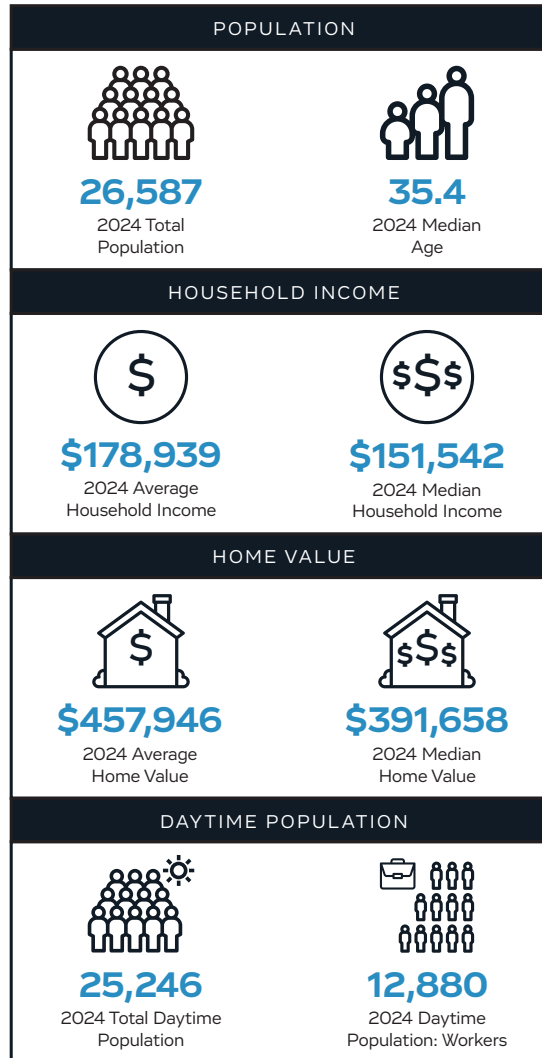 POPULATION
26,587
2024 Total
Population
35.4
2024 Median
Age
HOUSEHOLD INCOME
$
$178,939
2024 Average
Household Income
$$$
$151,542
2024 Median
Household Income
HOME VALUE
$
$457,946
2024 Average
Home Value
$$$
$391,658
2024 Median
Home Value
DAYTIME POPULATION
25,246
2024 Total Daytime
Population
12,880
2024 Daytime
Population: Workers